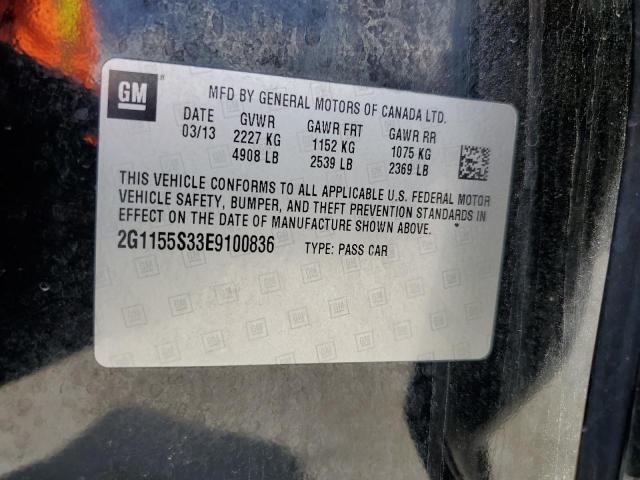 GM
MFD BY GENERAL MOTORS OF CANADA LTD.
DATE GVWR GAWR FRT GAWR RR
03/13 2227 KG 1152 KG 1075 KG
4908 LB 2539 LB 2369 LB
THIS VEHICLE CONFORMS TO ALL APPLICABLE U.S. FEDERAL MOTOR
VEHICLE SAFETY, BUMPER, AND THEFT PREVENTION STANDARDS IN
EFFECT ON THE DATE OF MANUFACTURE SHOWN ABOVE.
2G1155S33E9100836 TYPE: PASS CAR